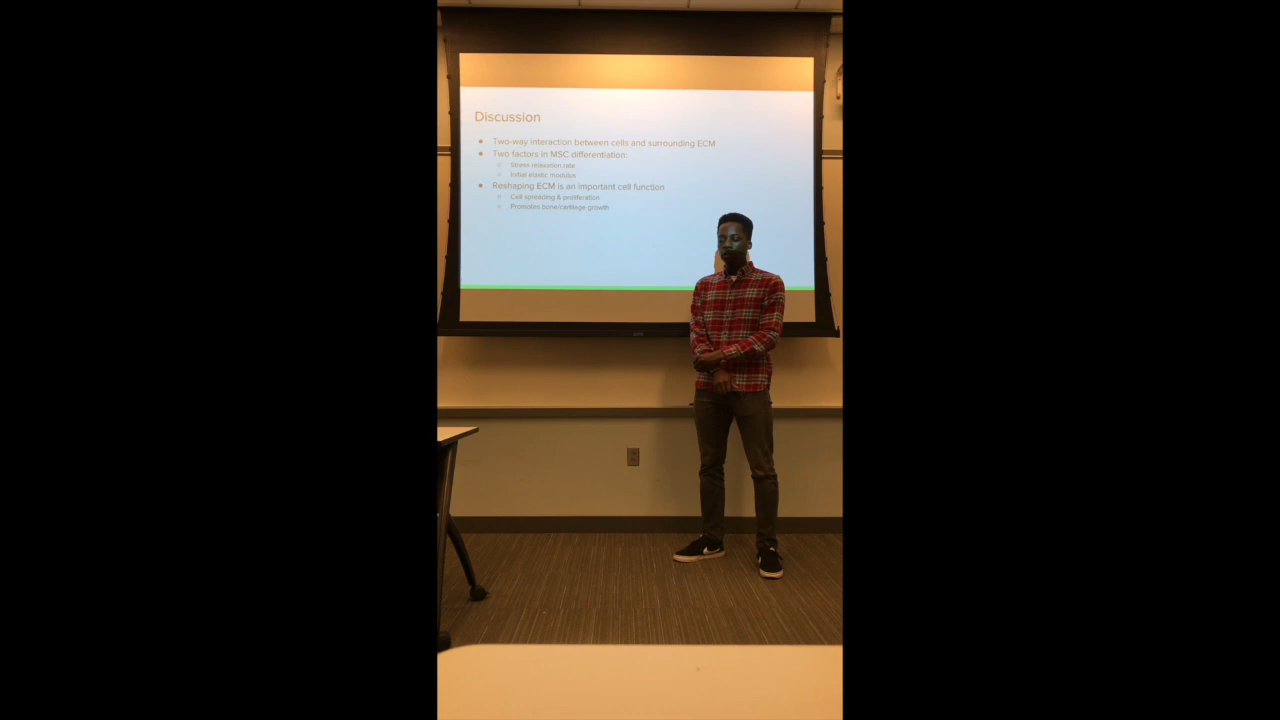 Discussion
● Two-way interaction between cells and surrounding ECM
● Two factors in MSC differentiation:
○ Stress relaxation rate
○ Initial elastic modulus
● Reshaping ECM is an important cell function
○ Cell spreading & proliferation
○ Promotes bone/cartilage growth